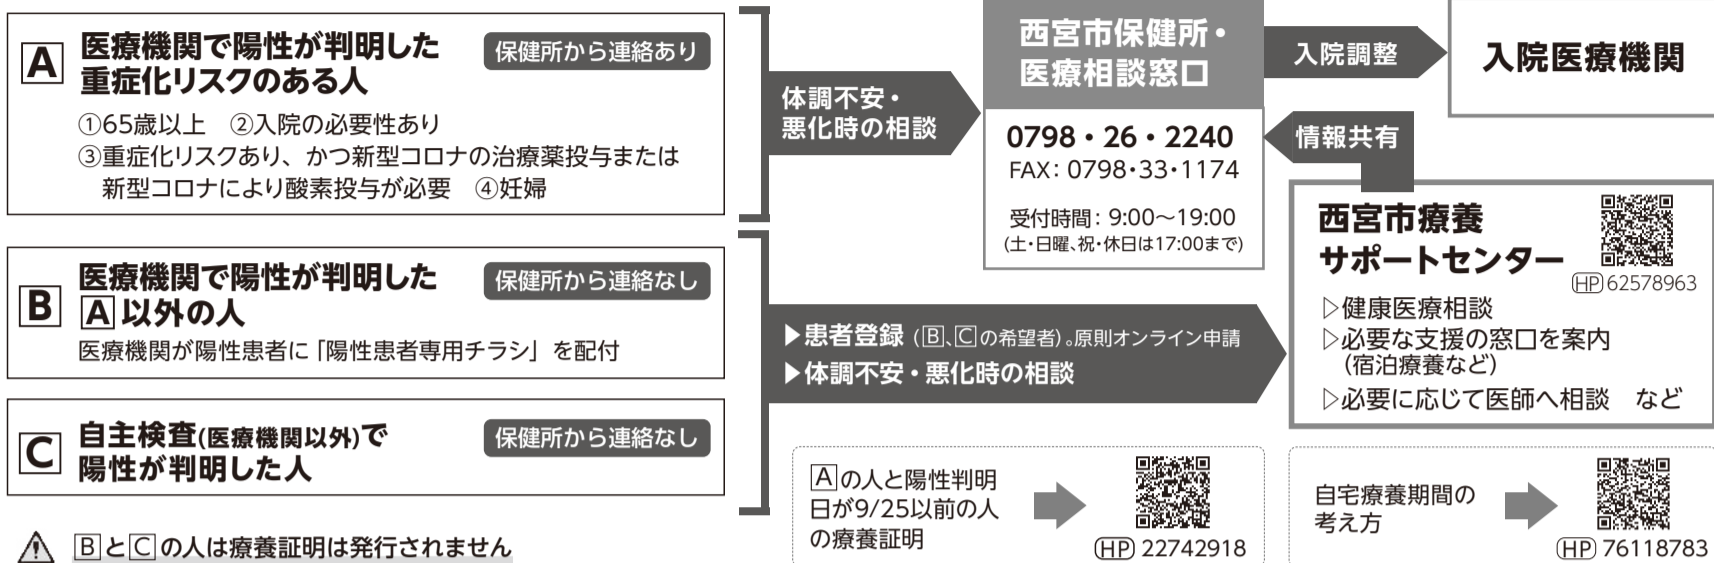 A 医療機関で陽性が判明した
重症化リスクのある人
保健所から連絡あり
①65歳以上　②入院の必要性あり
③重症化リスクあり、かつ新型コロナの治療薬投与または
新型コロナにより酸素投与が必要　④妊婦
B 医療機関で陽性が判明した
A以外の人
保健所から連絡なし
医療機関が陽性患者に「陽性患者専用チラシ」を配付
C 自主検査(医療機関以外)で
陽性が判明した人
保健所から連絡なし
BとCの人は療養証明は発行されません
体調不安・
悪化時の相談
西宮市保健所・
医療相談窓口
0798・26・2240
FAX：0798・33・1174
受付時間：9:00〜19:00
(土・日曜、祝・休日は17:00まで)
入院調整
入院医療機関
情報共有
▶患者登録（B、Cの希望者）。原則オンライン申請
▶体調不安・悪化時の相談
西宮市療養
サポートセンター
HP 62578963
▷健康医療相談
▷必要な支援の窓口を案内
（宿泊療養など）
▷必要に応じて医師へ相談　など
Aの人と陽性判明
日が9/25以前の人
の療養証明
HP 22742918
自宅療養期間の
考え方
HP 76118783